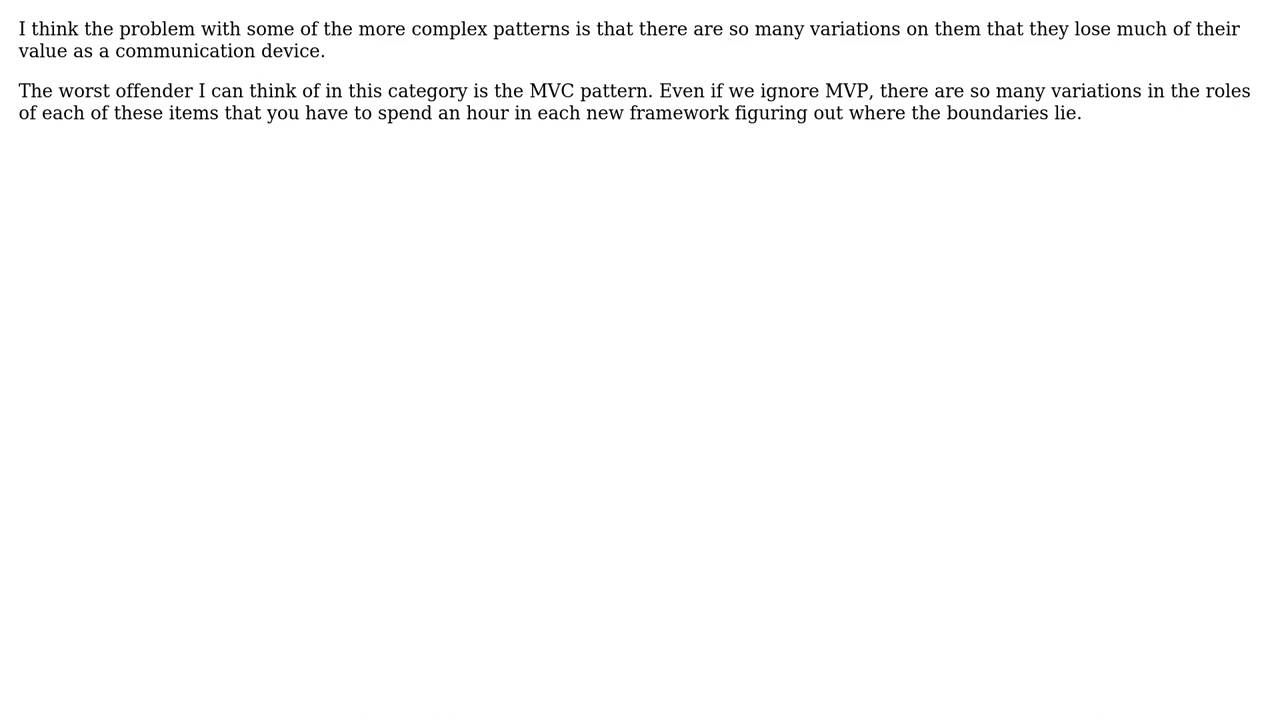 I think the problem with some of the more complex patterns is that there are so many variations on them that they lose much of their
value as a communication device.
The worst offender I can think of in this category is the MVC pattern. Even if we ignore MVP, there are so many variations in the roles
of each of these items that you have to spend an hour in each new framework figuring out where the boundaries lie.